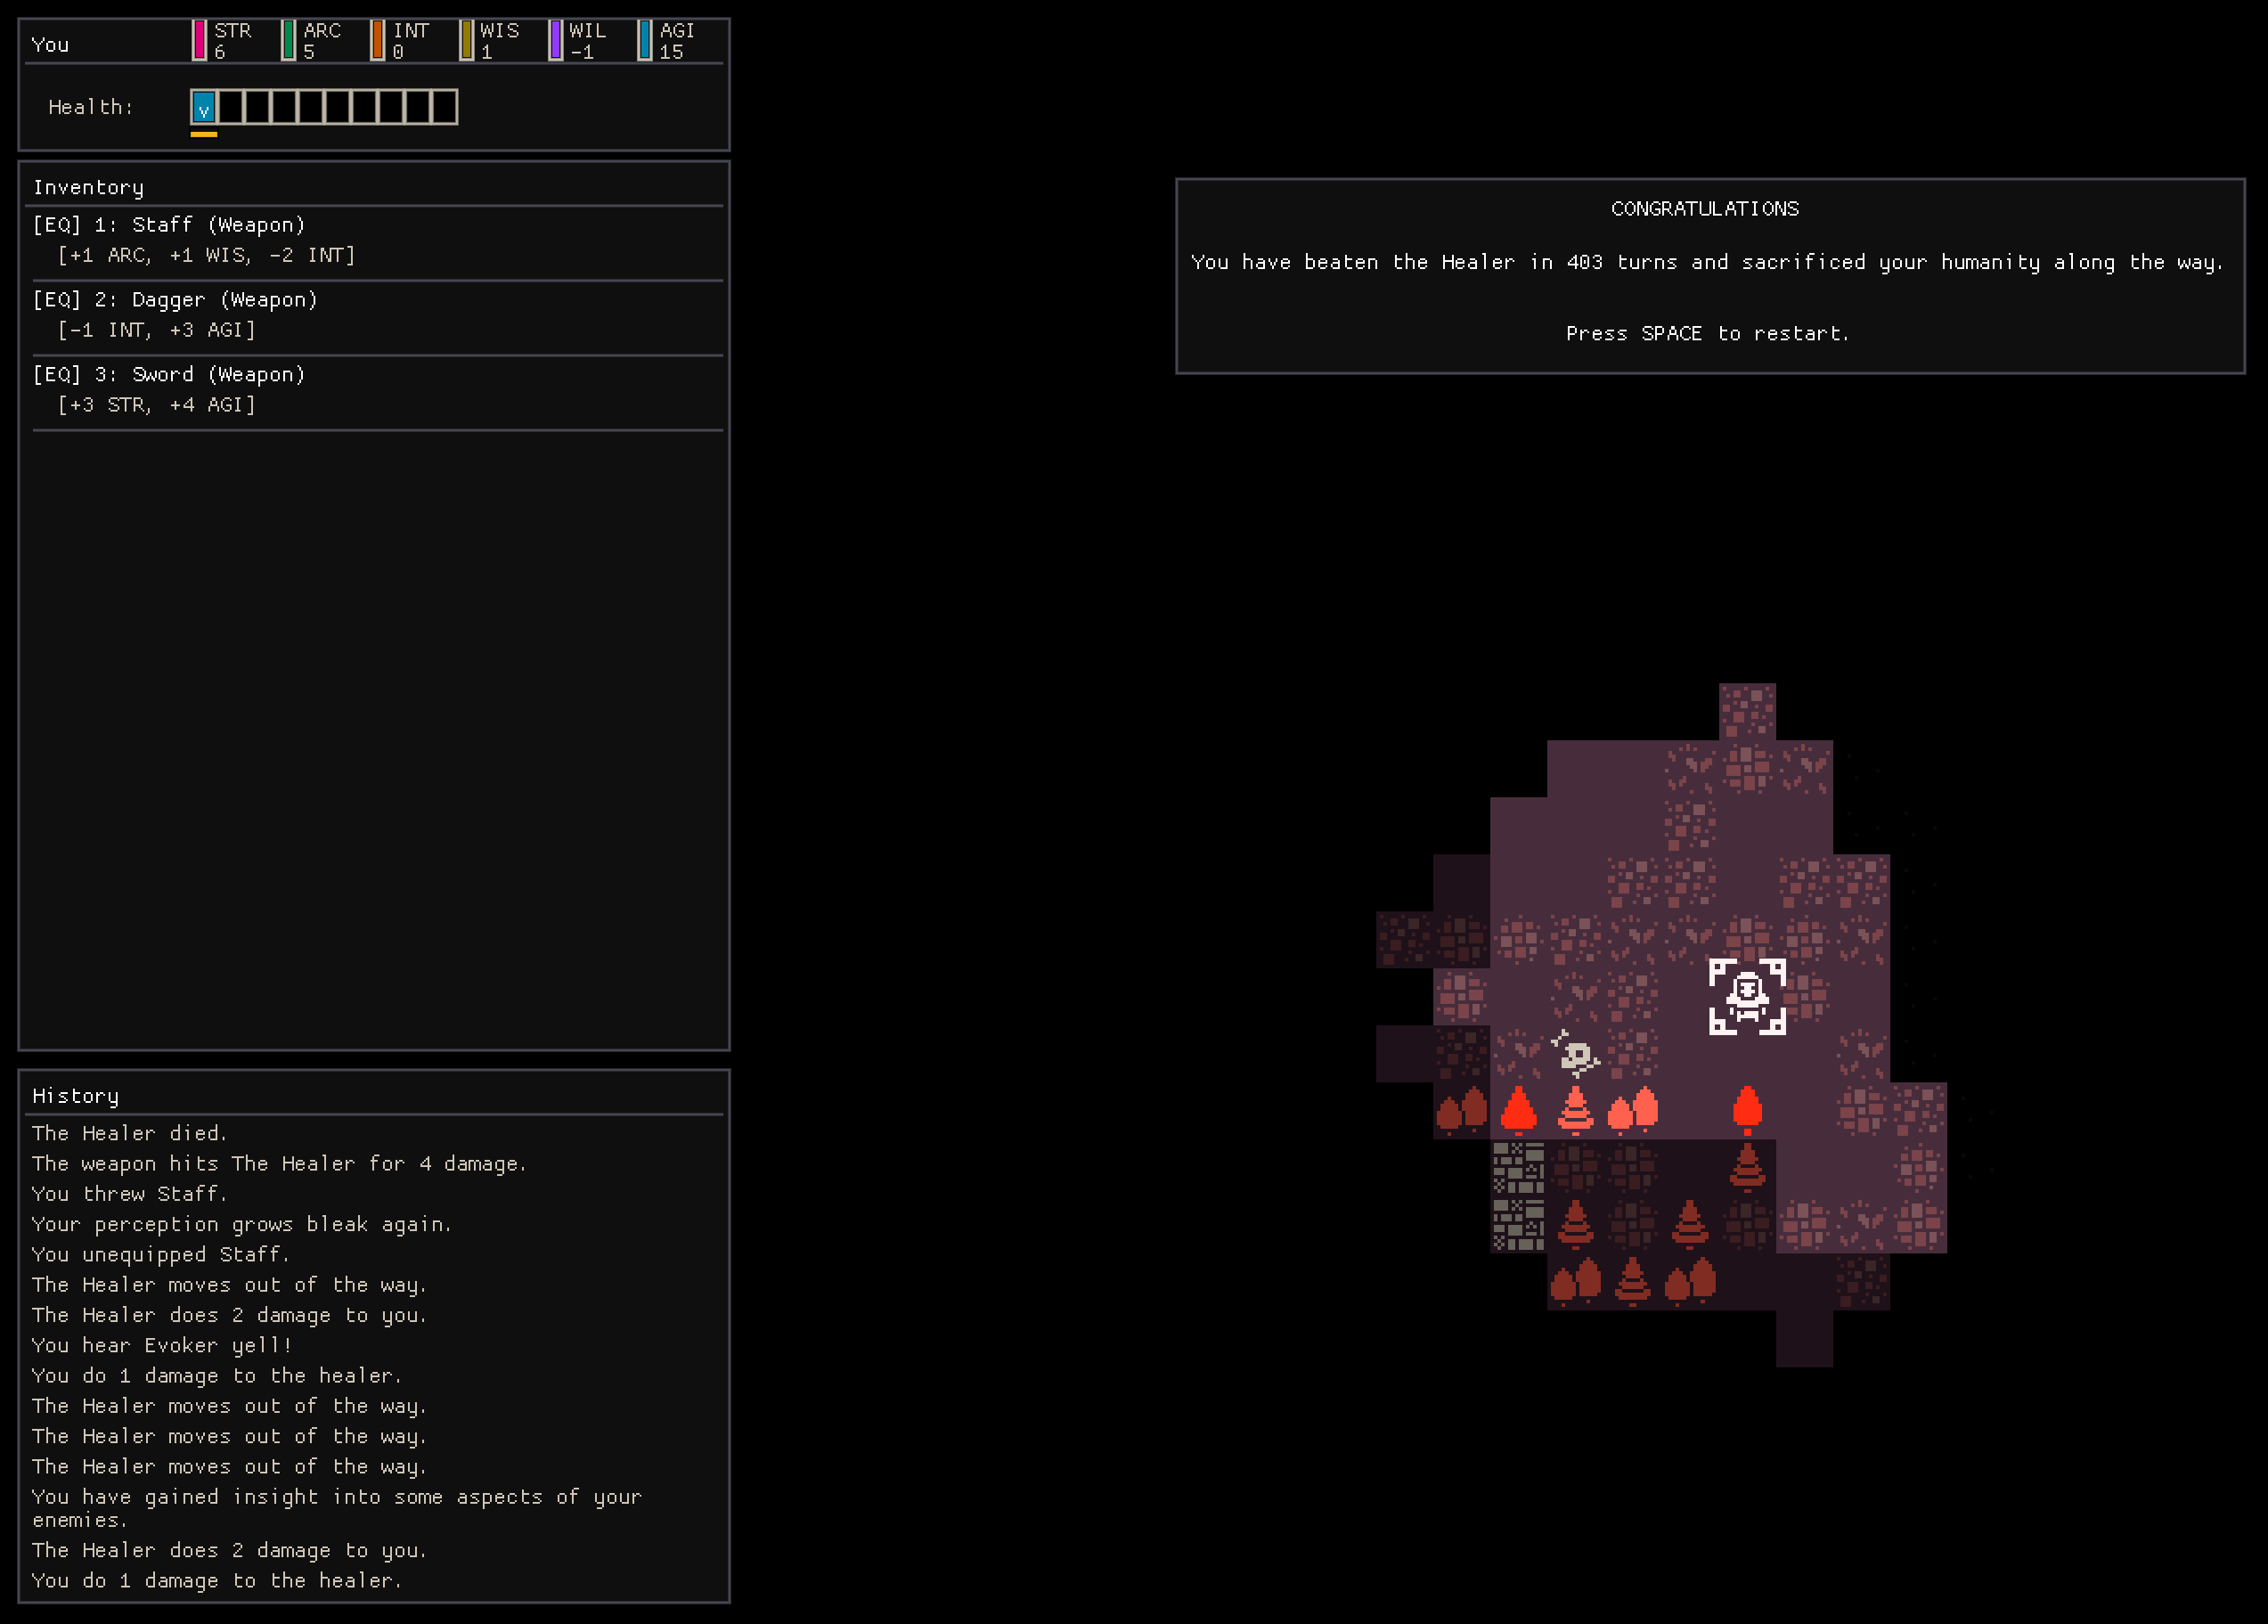 You
STR
6
ARC
5
INT
0
WIS
1
WIL
-1
AGI
15
Health:
v
Inventory
[EQ] 1: Staff (Weapon)
[+1 ARC, +1 WIS, -2 INT]
[EQ] 2: Dagger (Weapon)
[-1 INT, +3 AGI]
[EQ] 3: Sword (Weapon)
[+3 STR, +4 AGI]
History
The Healer died.
The weapon hits The Healer for 4 damage.
You threw Staff.
Your perception grows bleak again.
You unequipped Staff.
The Healer moves out of the way.
The Healer does 2 damage to you.
You hear Evoker yell!
You do 1 damage to the healer.
The Healer moves out of the way.
The Healer moves out of the way.
The Healer moves out of the way.
You have gained insight into some aspects of your
enemies.
The Healer does 2 damage to you.
You do 1 damage to the healer.
CONGRATULATIONS
You have beaten the Healer in 403 turns and sacrificed your humanity along the way.
Press SPACE to restart.